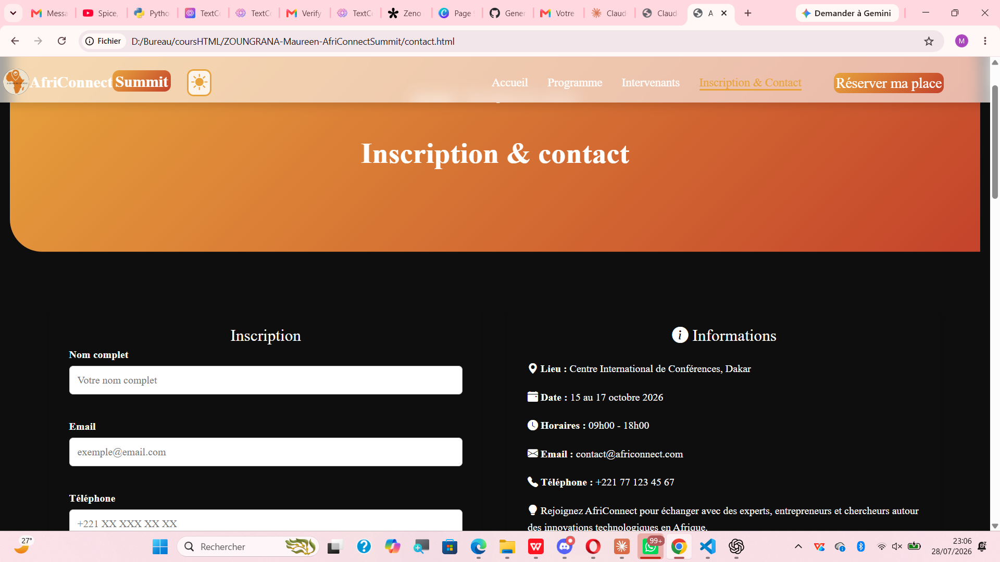 Messa
Spice,
Pytho
TextCo
TextCo
Verify
TextCo
Zeno
Page
Gener
Votre
Claud
Claud
A
Demander à Gemini
Fichier
D:/Bureau/coursHTML/ZOUNGRANA-Maureen-AfriConnectSummit/contact.html
M
AfriConnect Summit
Accueil
Programme
Intervenants
Inscription & Contact
Réserver ma place
Inscription & contact
Inscription
Nom complet
Votre nom complet
Email
exemple@email.com
Téléphone
+221 XX XXX XX XX
Informations
Lieu : Centre International de Conférences, Dakar
Date : 15 au 17 octobre 2026
Horaires : 09h00 - 18h00
Email : contact@africonnect.com
Téléphone : +221 77 123 45 67
Rejoignez AfriConnect pour échanger avec des experts, entrepreneurs et chercheurs autour
des innovations technologiques en Afrique.
27°
Rechercher
99+
23:06
28/07/2026